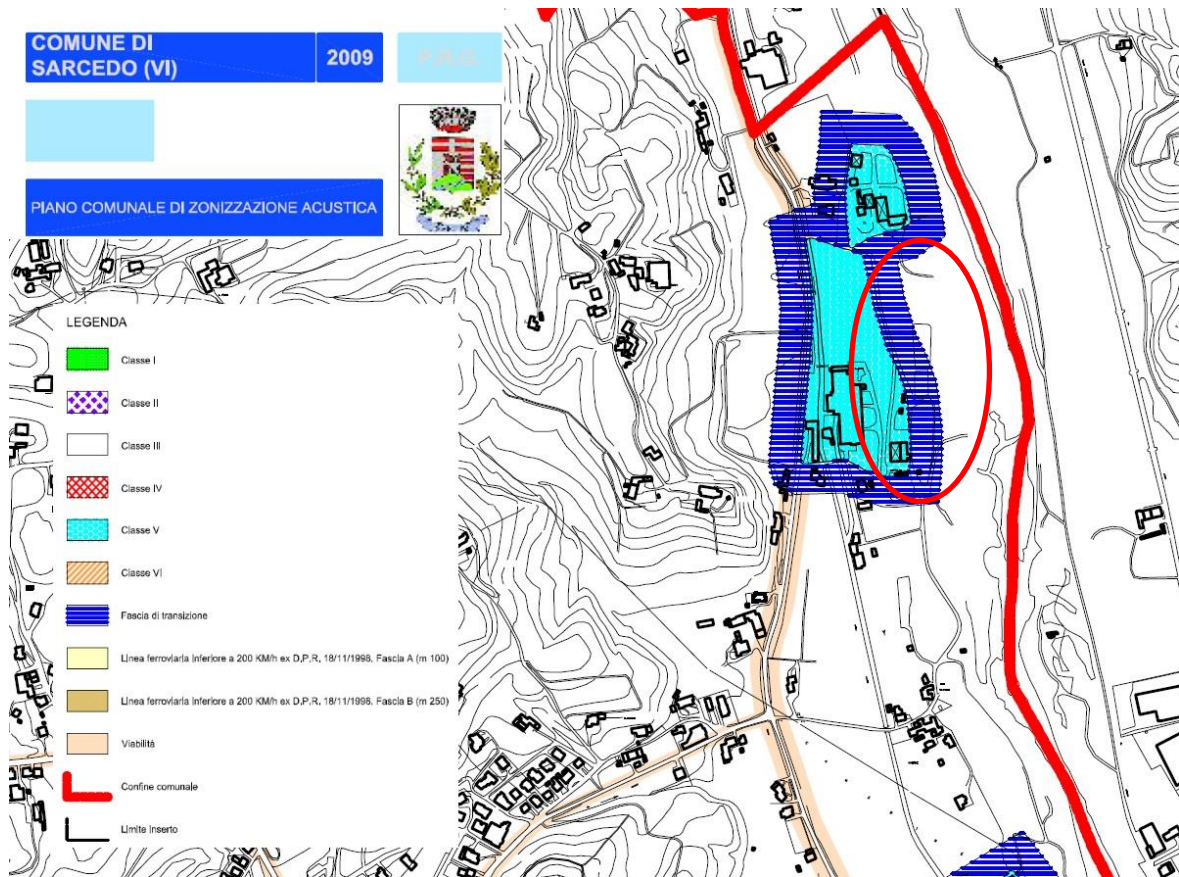 COMUNE DI
SARCEDO (VI)
2009
P.R.G.
PIANO COMUNALE DI ZONIZZAZIONE ACUSTICA
LEGENDA
Classe I
Classe II
Classe III
Classe IV
Classe V
Classe VI
Fascia di transizione
Linea ferroviaria inferiore a 200 KM/h ex D.P.R. 18/11/1998, Fascia A (m 100)
Linea ferroviaria inferiore a 200 KM/h ex D.P.R. 18/11/1998, Fascia B (m 250)
Viabilità
Confine comunale
Limite Inserto